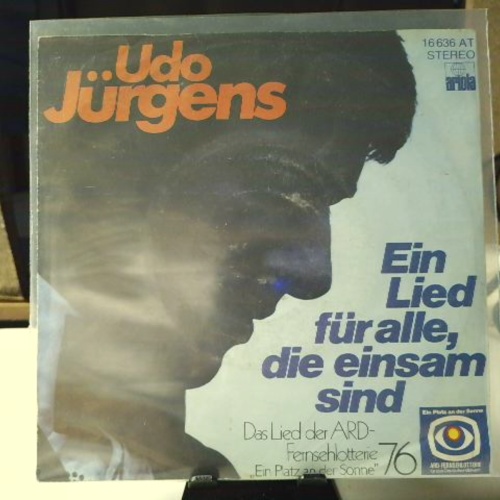 Udo
Jürgens
16 636 AT
STEREO
ariola
Ein
Lied
für alle,
die einsam
sind
Das Lied der ARD-
Fernsehlotterie 76
„Ein Platz an der Sonne"
Ein Platz an der Sonne
ARD-FERNSEHLOTTERIE